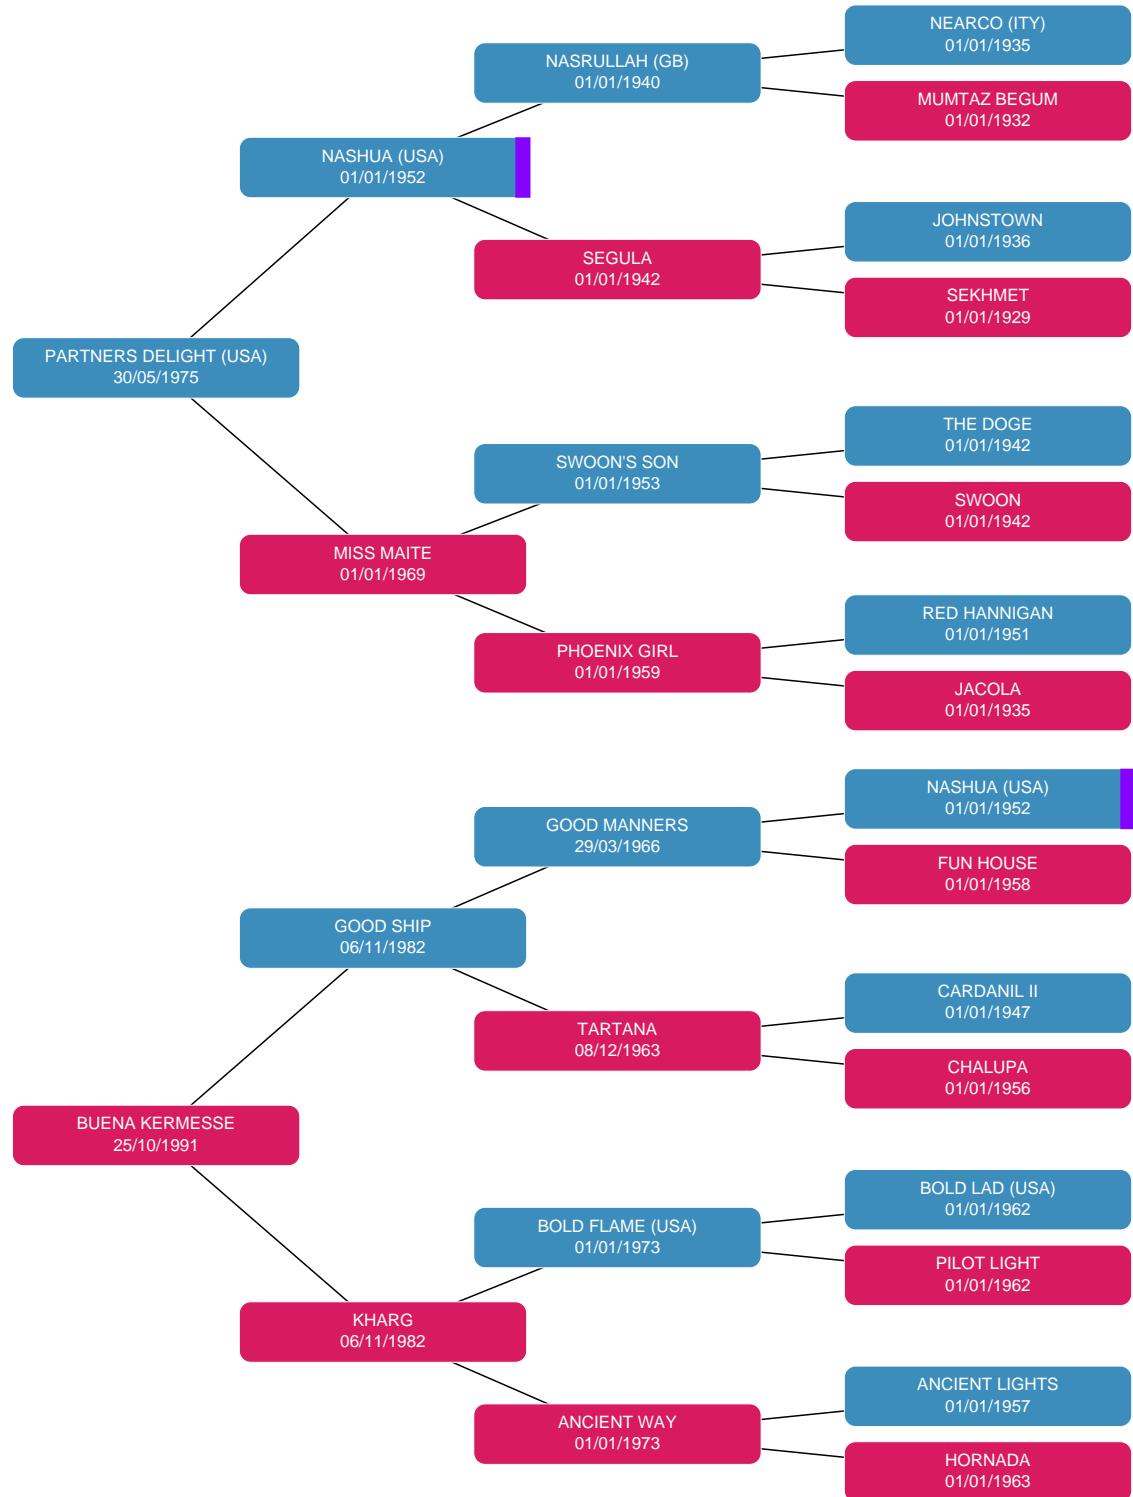 NEARCO (ITY)
01/01/1935
NASRULLAH (GB)
01/01/1940
MUMTAZ BEGUM
01/01/1932
NASHUA (USA)
01/01/1952
JOHNSTOWN
01/01/1936
SEGULA
01/01/1942
SEKHMET
01/01/1929
PARTNERS DELIGHT (USA)
30/05/1975
THE DOGE
01/01/1942
SWOON'S SON
01/01/1953
SWOON
01/01/1942
MISS MAITE
01/01/1969
RED HANNIGAN
01/01/1951
PHOENIX GIRL
01/01/1959
JACOLA
01/01/1935
NASHUA (USA)
01/01/1952
GOOD MANNERS
29/03/1966
FUN HOUSE
01/01/1958
GOOD SHIP
06/11/1982
CARDANIL II
01/01/1947
TARTANA
08/12/1963
CHALUPA
01/01/1956
BUENA KERMESSE
25/10/1991
BOLD LAD (USA)
01/01/1962
BOLD FLAME (USA)
01/01/1973
PILOT LIGHT
01/01/1962
KHARG
06/11/1982
ANCIENT LIGHTS
01/01/1957
ANCIENT WAY
01/01/1973
HORNADA
01/01/1963